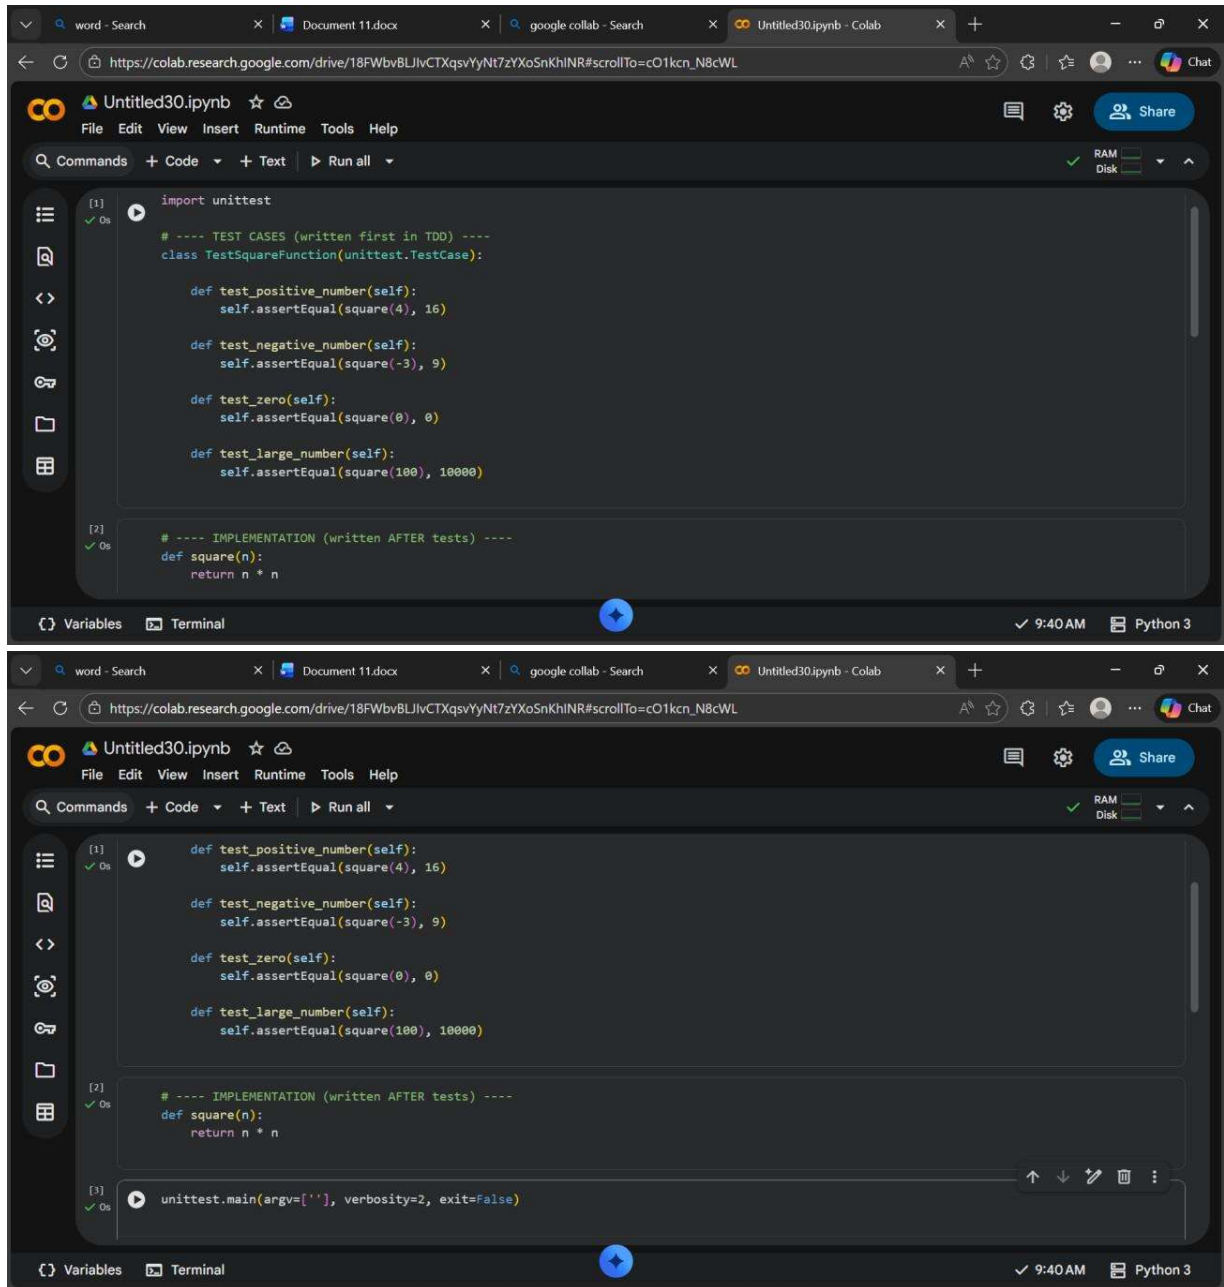 word - Search
Document 11.docx
google collab - Search
Untitled30.ipynb - Colab
https://colab.research.google.com/drive/18FWbvBLJIvCTXqsvYyNt7zYXoSnKhINR#scrollTo=cO1kcn_N8cWL
Chat
Untitled30.ipynb
Share
File Edit View Insert Runtime Tools Help
Commands + Code + Text Run all
RAM
Disk
[1]
0s
import unittest
# ---- TEST CASES (written first in TDD) ----
class TestSquareFunction(unittest.TestCase):
def test_positive_number(self):
self.assertEqual(square(4), 16)
def test_negative_number(self):
self.assertEqual(square(-3), 9)
def test_zero(self):
self.assertEqual(square(0), 0)
def test_large_number(self):
self.assertEqual(square(100), 10000)
[2]
0s
# ---- IMPLEMENTATION (written AFTER tests) ----
def square(n):
return n * n
{} Variables Terminal
9:40 AM Python 3
word - Search
Document 11.docx
google collab - Search
Untitled30.ipynb - Colab
https://colab.research.google.com/drive/18FWbvBLJIvCTXqsvYyNt7zYXoSnKhINR#scrollTo=cO1kcn_N8cWL
Chat
Untitled30.ipynb
Share
File Edit View Insert Runtime Tools Help
Commands + Code + Text Run all
RAM
Disk
[1]
0s
def test_positive_number(self):
self.assertEqual(square(4), 16)
def test_negative_number(self):
self.assertEqual(square(-3), 9)
def test_zero(self):
self.assertEqual(square(0), 0)
def test_large_number(self):
self.assertEqual(square(100), 10000)
[2]
0s
# ---- IMPLEMENTATION (written AFTER tests) ----
def square(n):
return n * n
[3]
0s
unittest.main(argv=[''], verbosity=2, exit=False)
{} Variables Terminal
9:40 AM Python 3